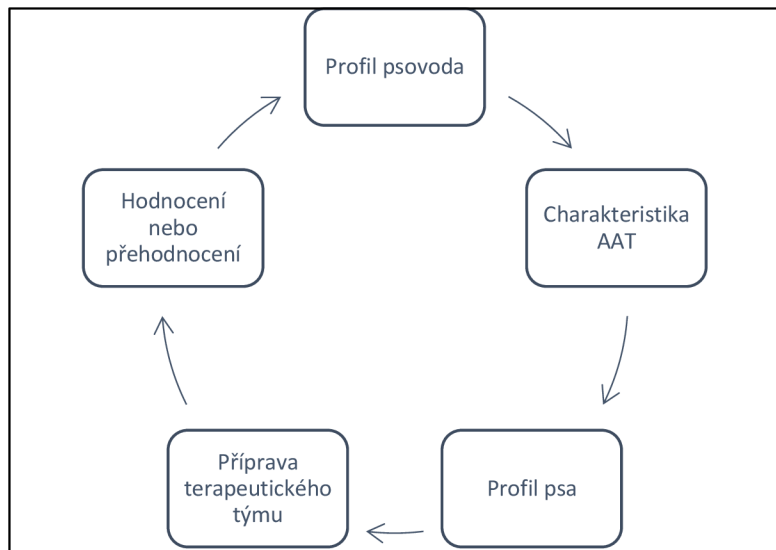 Profil psovoda
Charakteristika
AAT
Profil psa
Příprava
terapeutického
týmu
Hodnocení
nebo
přehodnocení